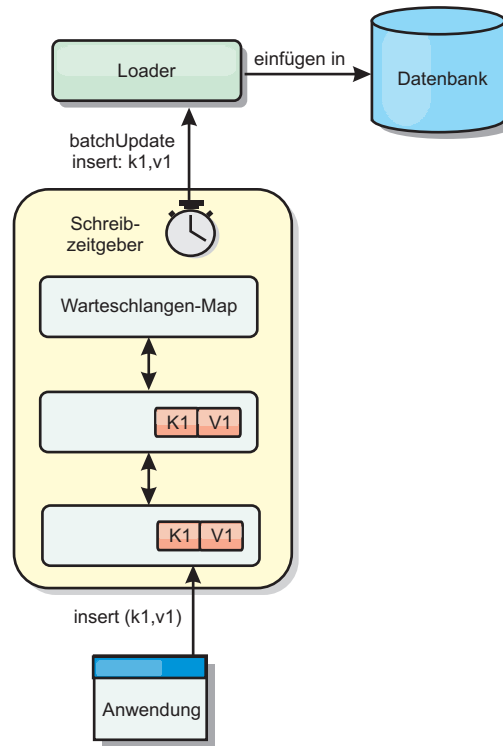 Loader
einfügen in
Datenbank
batchUpdate
insert: k1,v1
Schreib-
zeitgeber
Warteschlangen-Map
K1 V1
K1 V1
insert (k1,v1)
Anwendung